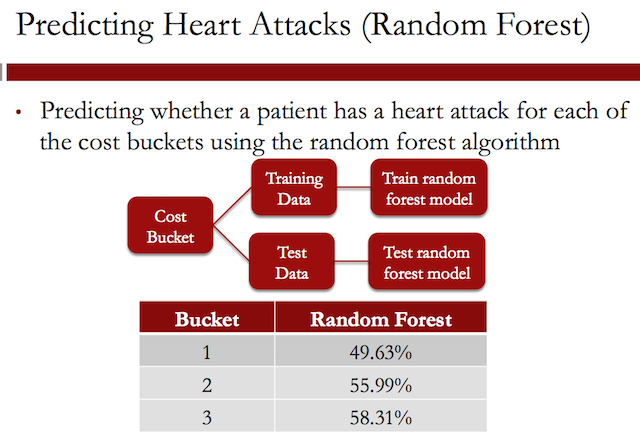 Predicting Heart Attacks (Random Forest)
• Predicting whether a patient has a heart attack for each of
the cost buckets using the random forest algorithm
Training
Data
Train random
forest model
Cost
Bucket
Test
Data
Test random
forest model
Bucket Random Forest
1 49.63%
2 55.99%
3 58.31%